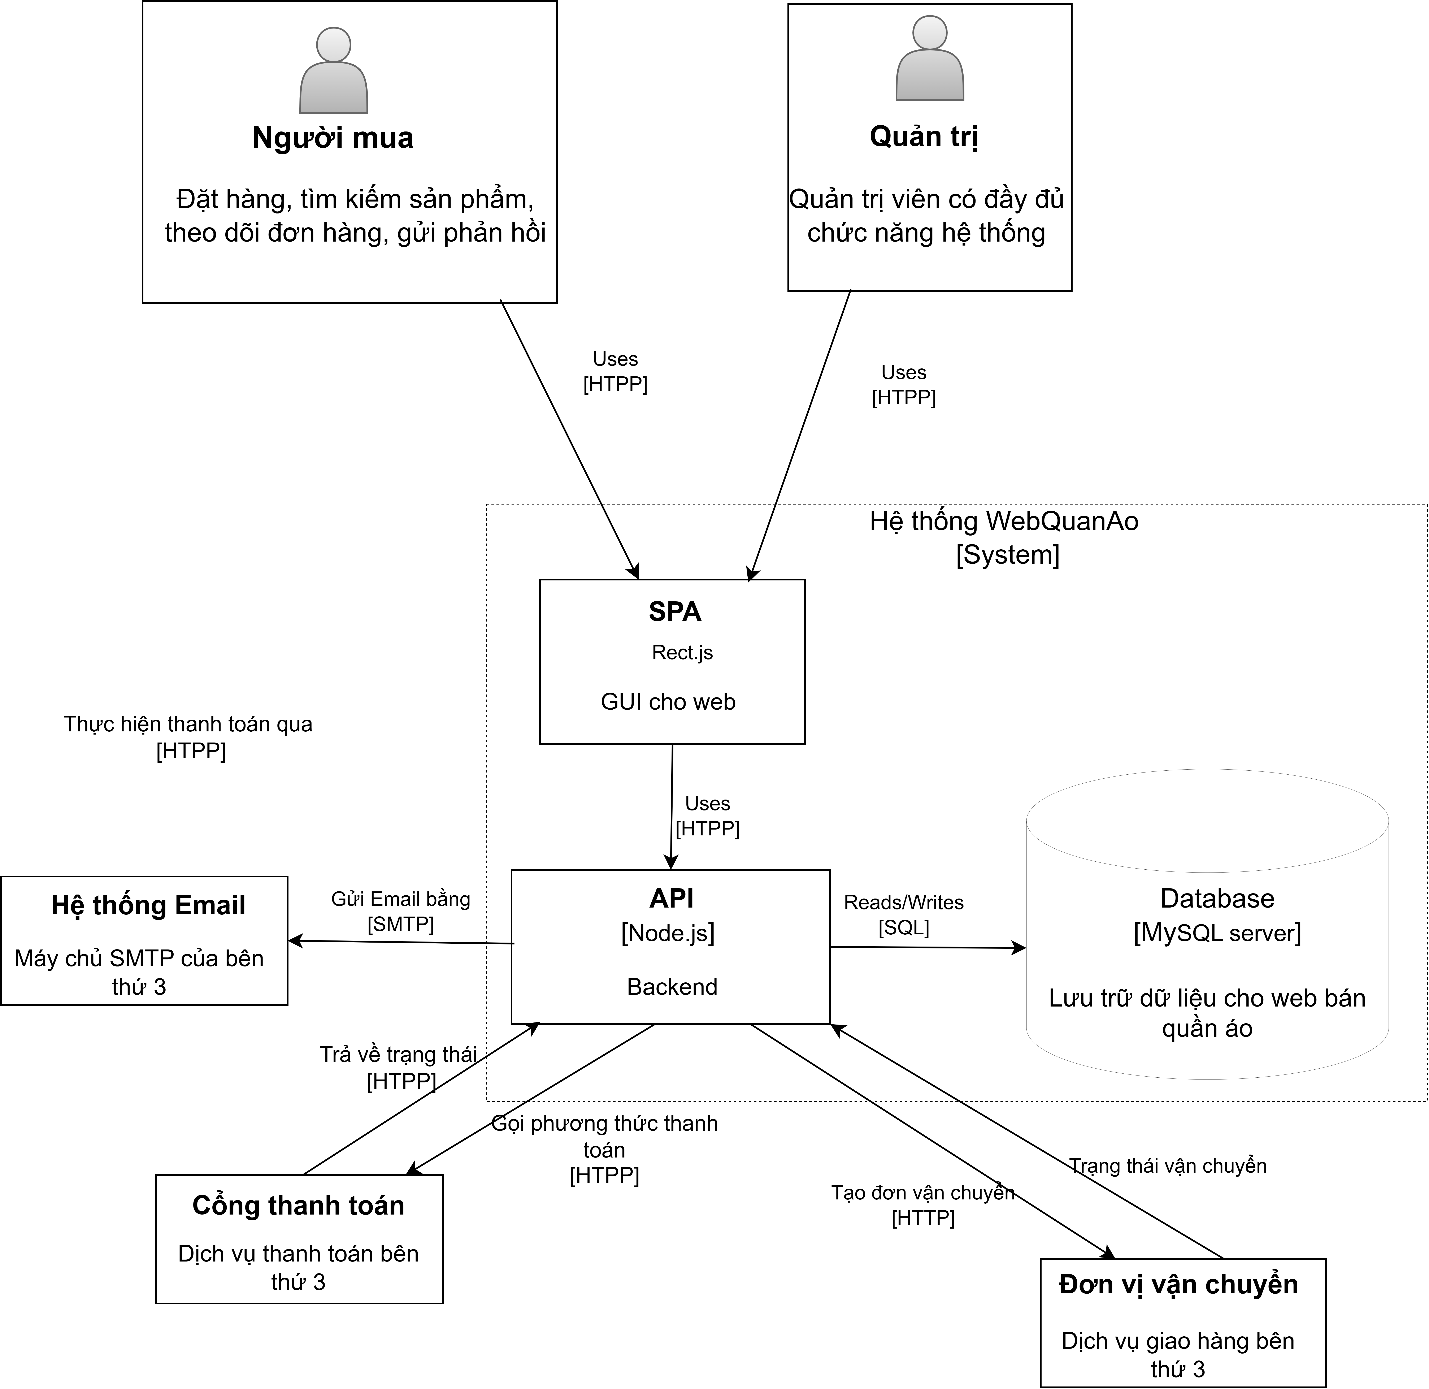 Người mua
Đặt hàng, tìm kiếm sản phẩm,
theo dõi đơn hàng, gửi phản hồi
Quản trị
Quản trị viên có đầy đủ
chức năng hệ thống
Uses
[HTPP]
Uses
[HTPP]
Hệ thống WebQuanAo
[System]
SPA
Rect.js
GUI cho web
Thực hiện thanh toán qua
[HTPP]
Uses
[HTPP]
Hệ thống Email
Máy chủ SMTP của bên
thứ 3
Gửi Email bằng
[SMTP]
API
[Node.js]
Backend
Reads/Writes
[SQL]
Database
[MySQL server]
Lưu trữ dữ liệu cho web bán
quần áo
Trả về trạng thái
[HTPP]
Gọi phương thức thanh
toán
[HTPP]
Tạo đơn vận chuyển
[HTTP]
Trạng thái vận chuyển
Cổng thanh toán
Dịch vụ thanh toán bên
thứ 3
Đơn vị vận chuyển
Dịch vụ giao hàng bên
thứ 3